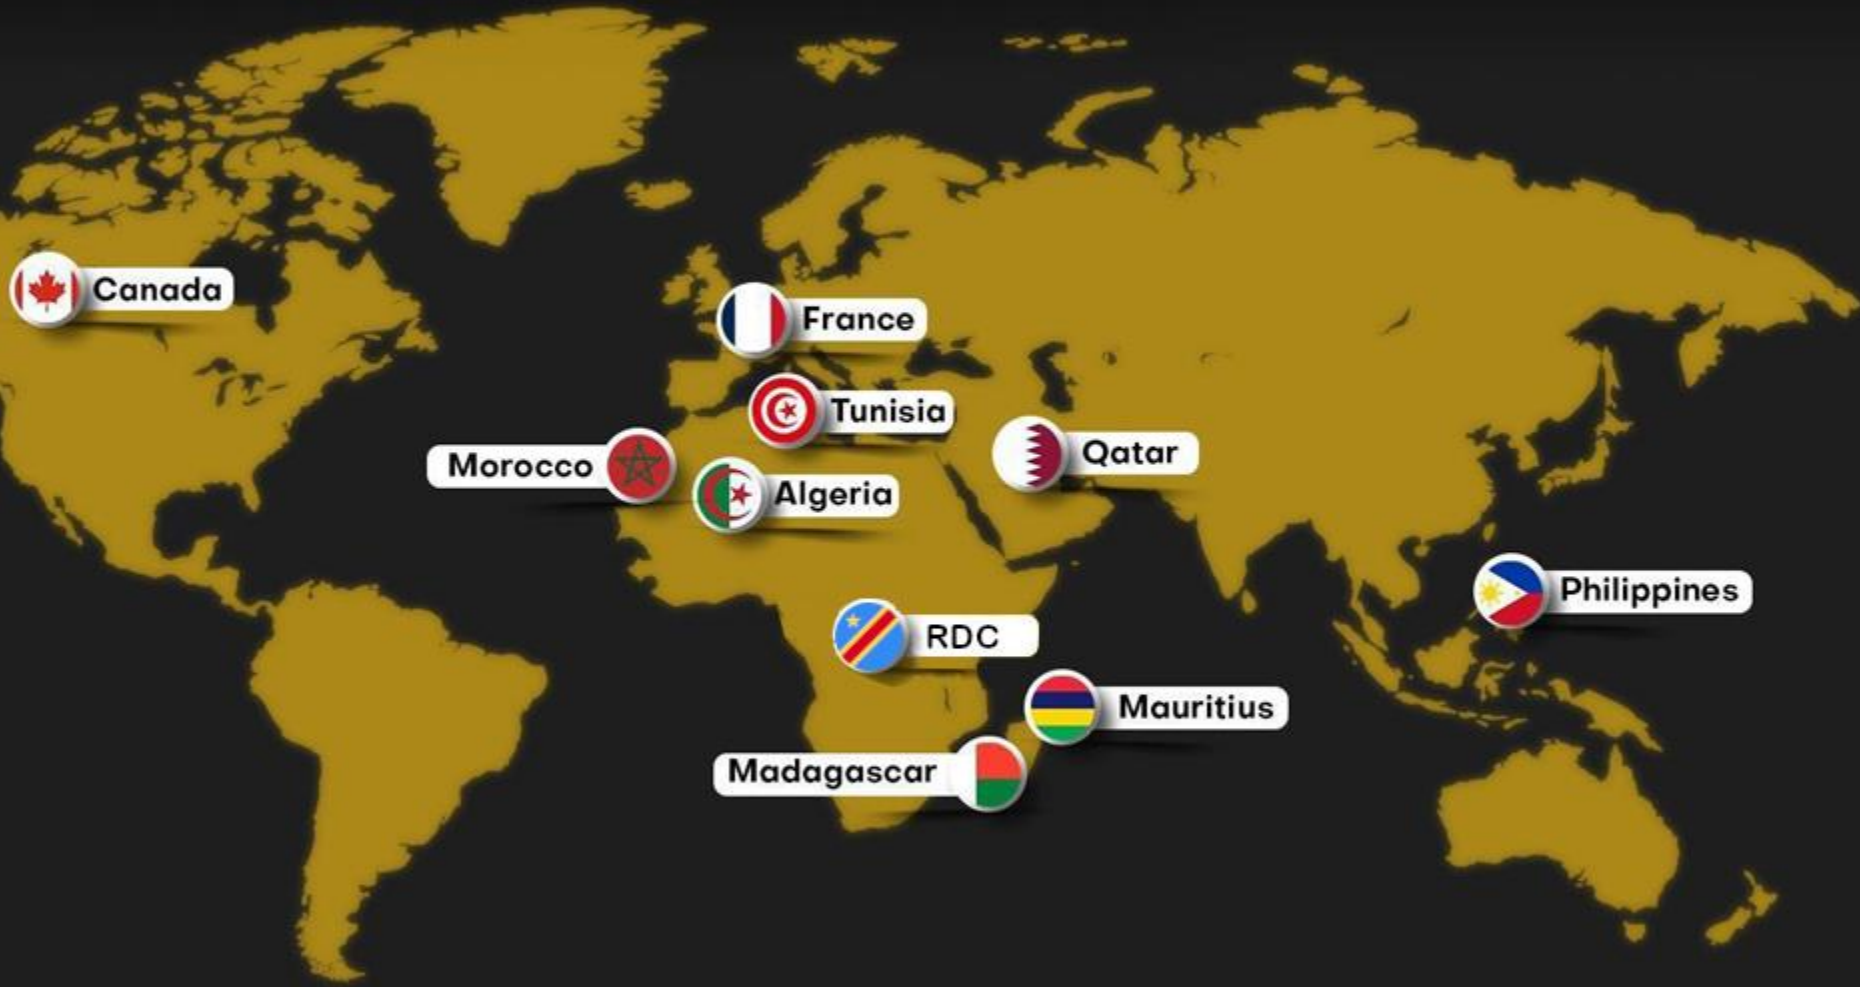 Canada
France
Tunisia
Qatar
Morocco
Algeria
Philippines
RDC
Mauritius
Madagascar